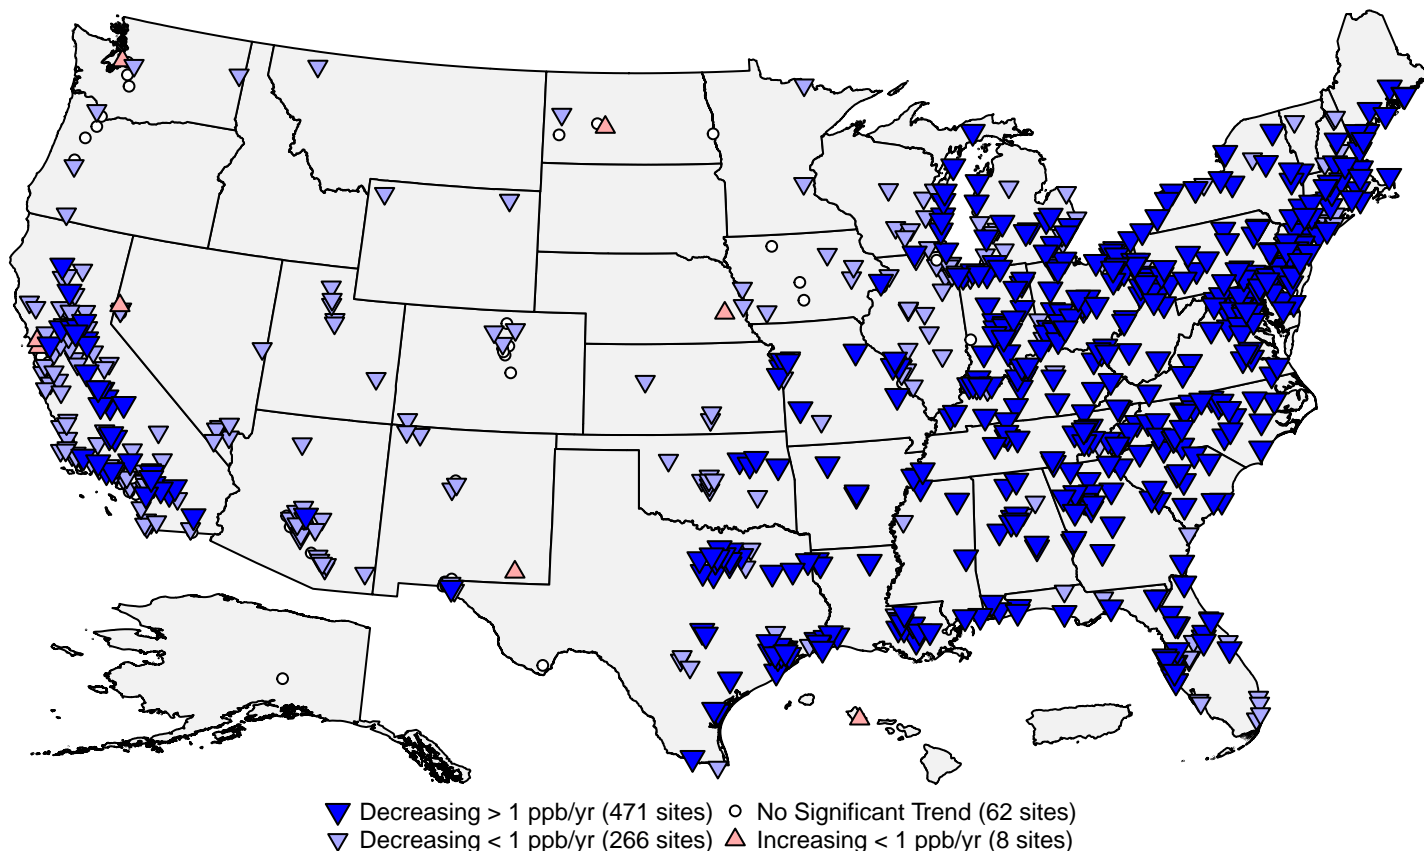 Decreasing > 1 ppb/yr (471 sites) No Significant Trend (62 sites)
Decreasing < 1 ppb/yr (266 sites) Increasing < 1 ppb/yr (8 sites)